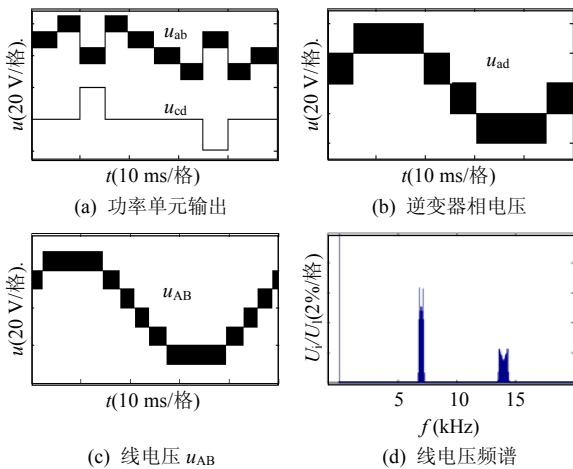 u(20 V/格).
u_ab
u_cd
t(10 ms/格)
(a) 功率单元输出
u(20 V/格).
u_ad
t(10 ms/格)
(b) 逆变器相电压
u(20 V/格).
u_AB
t(10 ms/格)
(c) 线电压 u_AB
U_i/U_1(2%/格)
5 10 15
f (kHz)
(d) 线电压频谱